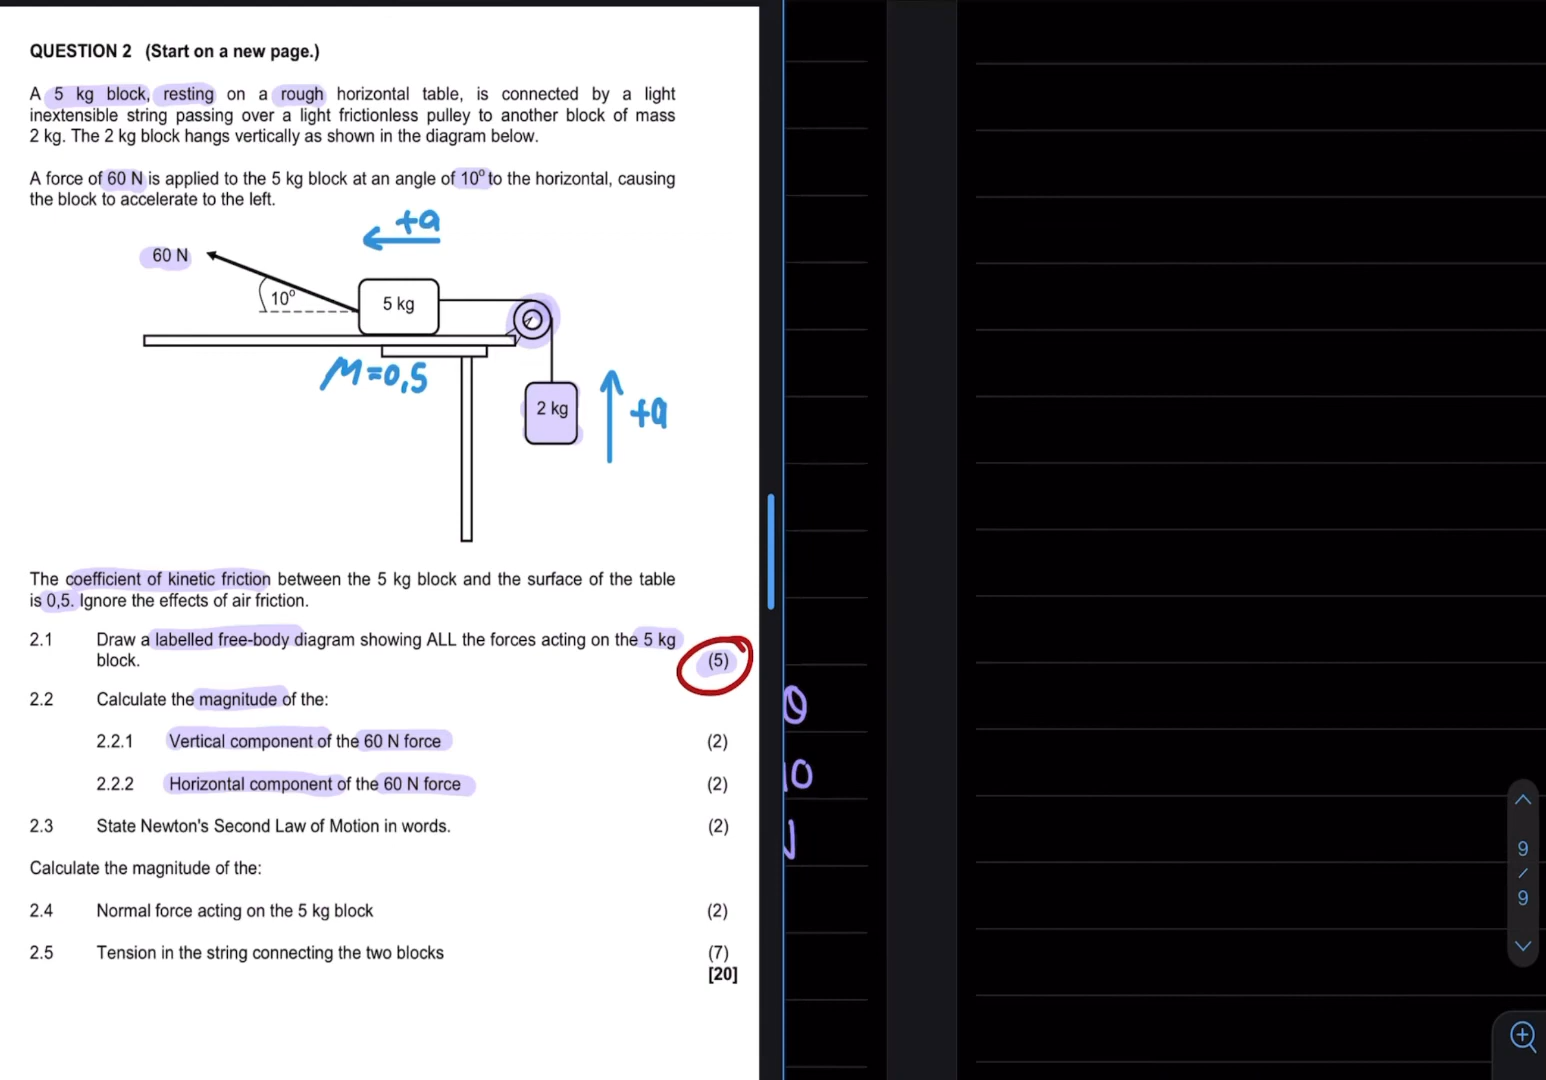 QUESTION 2 (Start on a new page.)
A 5 kg block, resting on a rough horizontal table, is connected by a light
inextensible string passing over a light frictionless pulley to another block of mass
2 kg. The 2 kg block hangs vertically as shown in the diagram below.
A force of 60 N is applied to the 5 kg block at an angle of 10° to the horizontal, causing
the block to accelerate to the left.
+a
60 N
10°
5 kg
μ=0,5
2 kg
+a
The coefficient of kinetic friction between the 5 kg block and the surface of the table
is 0,5. Ignore the effects of air friction.
2.1 Draw a labelled free-body diagram showing ALL the forces acting on the 5 kg
block. (5)
2.2 Calculate the magnitude of the:
2.2.1 Vertical component of the 60 N force (2)
2.2.2 Horizontal component of the 60 N force (2)
2.3 State Newton's Second Law of Motion in words. (2)
Calculate the magnitude of the:
2.4 Normal force acting on the 5 kg block (2)
2.5 Tension in the string connecting the two blocks (7)
[20]
θ
10
9
/
9